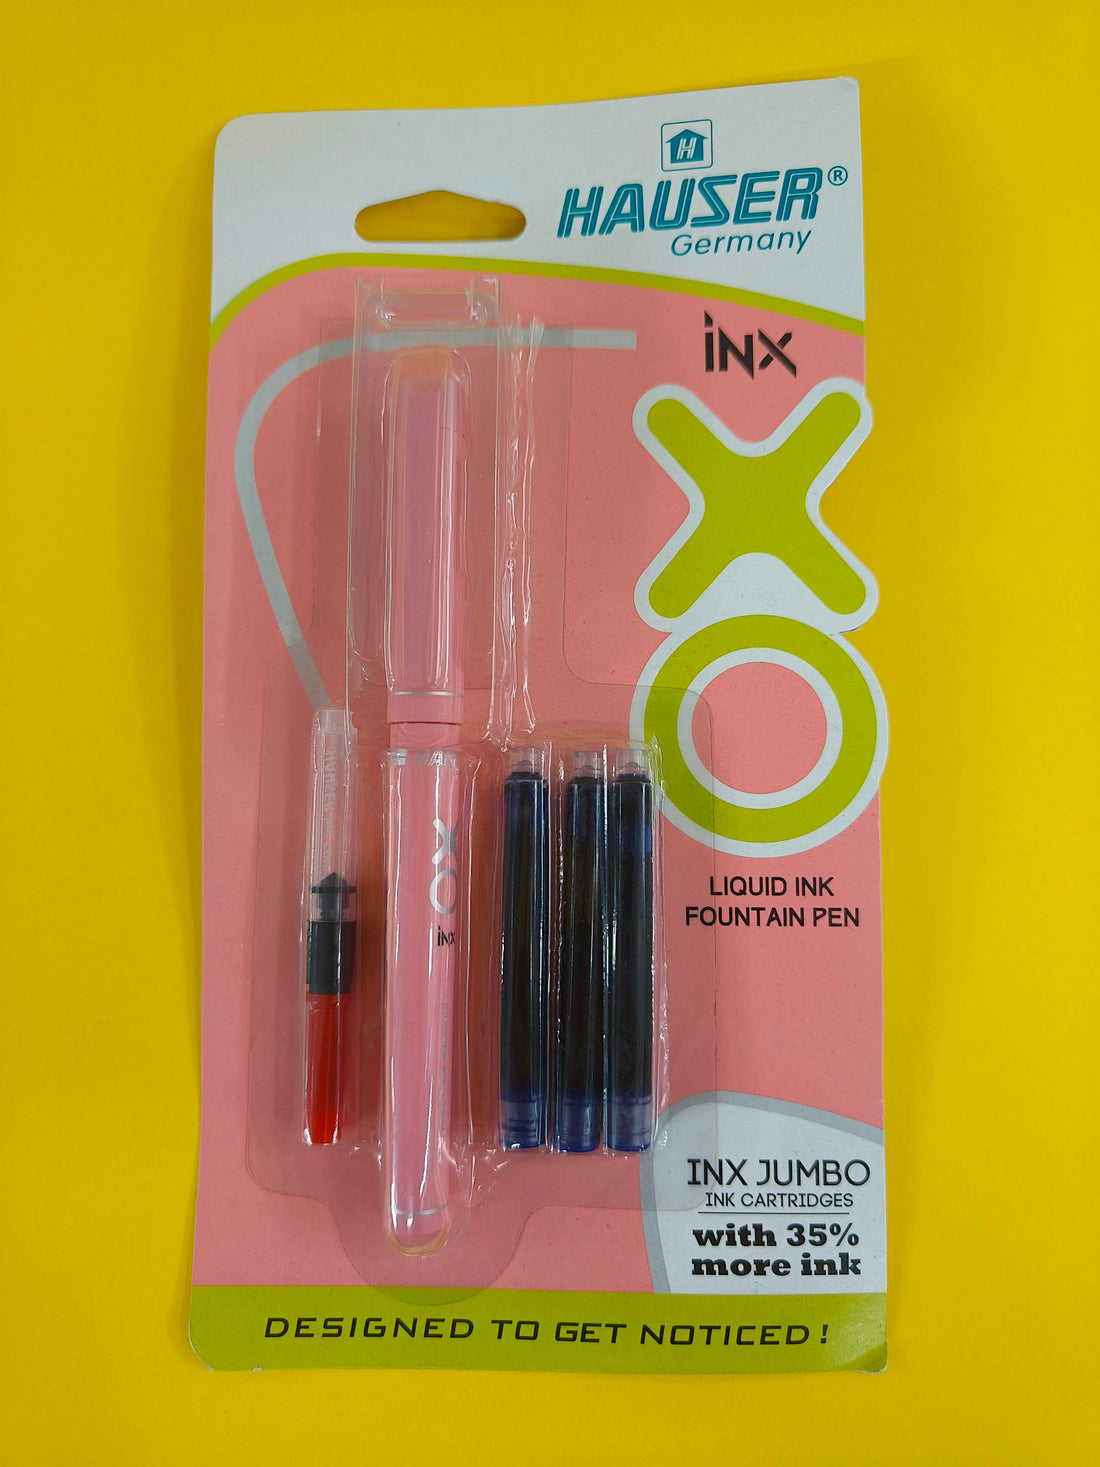 H
HAUSER®
Germany
iNX
XO
LIQUID INK
FOUNTAIN PEN
XO
iNX
INX JUMBO
INK CARTRIDGES
with 35%
more ink
DESIGNED TO GET NOTICED!